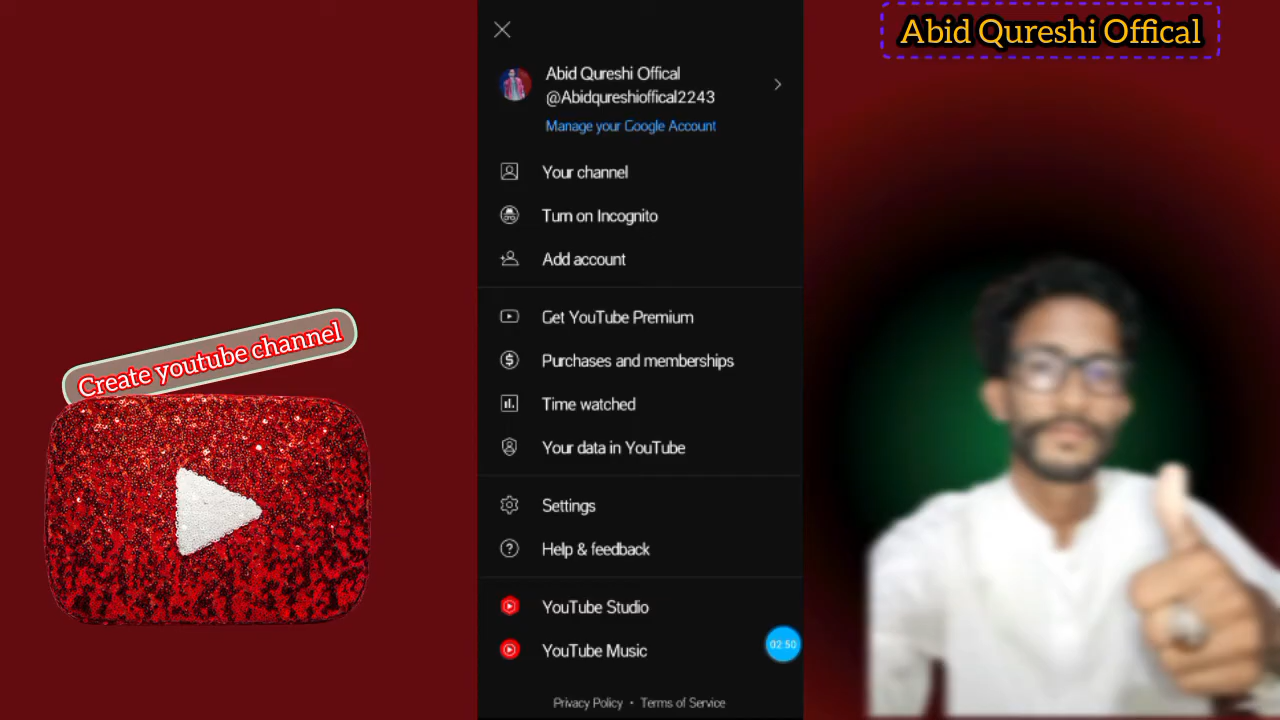 Abid Qureshi Offical
Abid Qureshi Offical
@Abidqureshioffical2243
Manage your Google Account
Your channel
Turn on Incognito
Add account
Get YouTube Premium
Purchases and memberships
Time watched
Your data in YouTube
Settings
Help & feedback
YouTube Studio
YouTube Music
02:50
Privacy Policy • Terms of Service
Create youtube channel